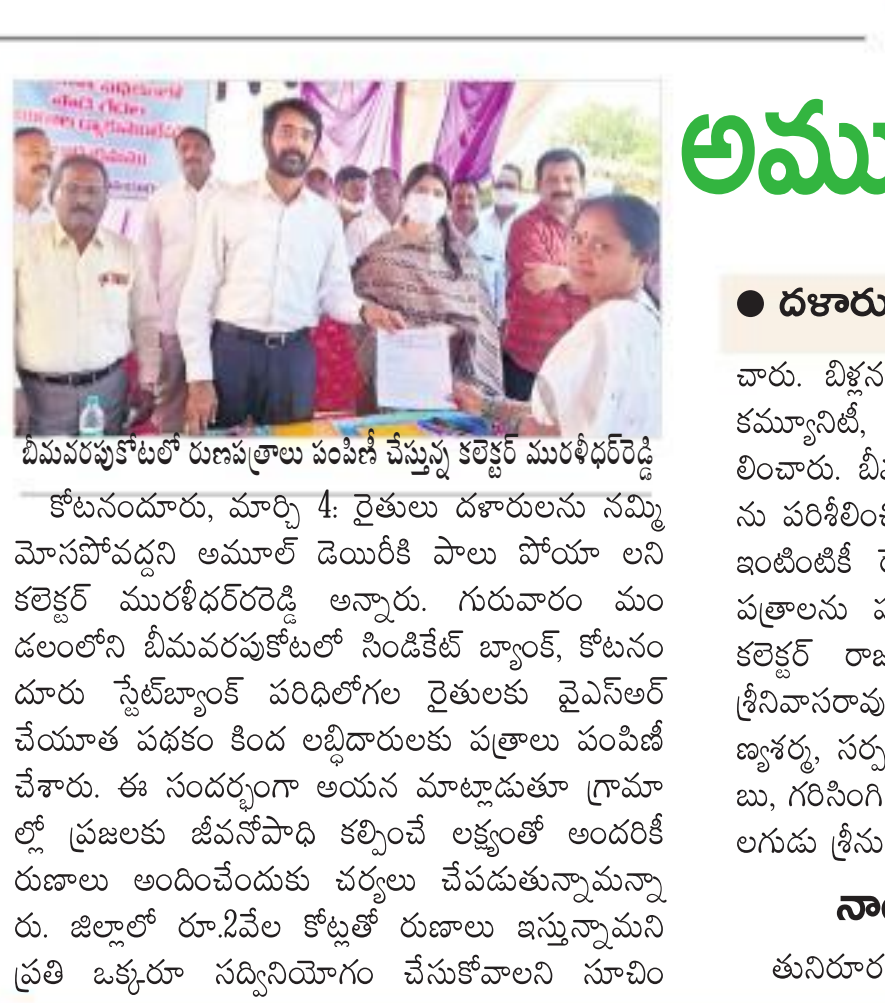 బీమవరపుకోటలో రుణపత్రాలు పంపిణీ చేస్తున్న కలెక్టర్ మురళీధర్‌రెడ్డి
కోటనందూరు, మార్చి 4: రైతులు దళారులను నమ్మి
మోసపోవద్దని అమూల్ డెయిరీకి పాలు పోయా లని
కలెక్టర్ మురళీధర్‌రరెడ్డి అన్నారు. గురువారం మం
డలంలోని బీమవరపుకోటలో సిండికేట్ బ్యాంక్, కోటనం
దూరు స్టేట్‌బ్యాంక్ పరిధిలోగల రైతులకు వైఎస్‌అర్
చేయూత పథకం కింద లబ్ధిదారులకు పత్రాలు పంపిణీ
చేశారు. ఈ సందర్భంగా అయన మాట్లాడుతూ గ్రామా
ల్లో ప్రజలకు జీవనోపాధి కల్పించే లక్ష్యంతో అందరికీ
రుణాలు అందించేందుకు చర్యలు చేపడుతున్నామన్నా
రు. జిల్లాలో రూ.2వేల కోట్లతో రుణాలు ఇస్తున్నామని
ప్రతి ఒక్కరూ సద్వినియోగం చేసుకోవాలని సూచిం
అమూ
● దళారు
చారు. బిళ్లన
కమ్యూనిటీ,
లించారు. బీ
ను పరిశీలిం
ఇంటింటికీ
పత్రాలను
కలెక్టర్ రాజ
శ్రీనివాసరావు
ణ్యశర్మ, సర్ప
బు, గరిసింగి
లగుడు శ్రీను
నా
తునిరూర